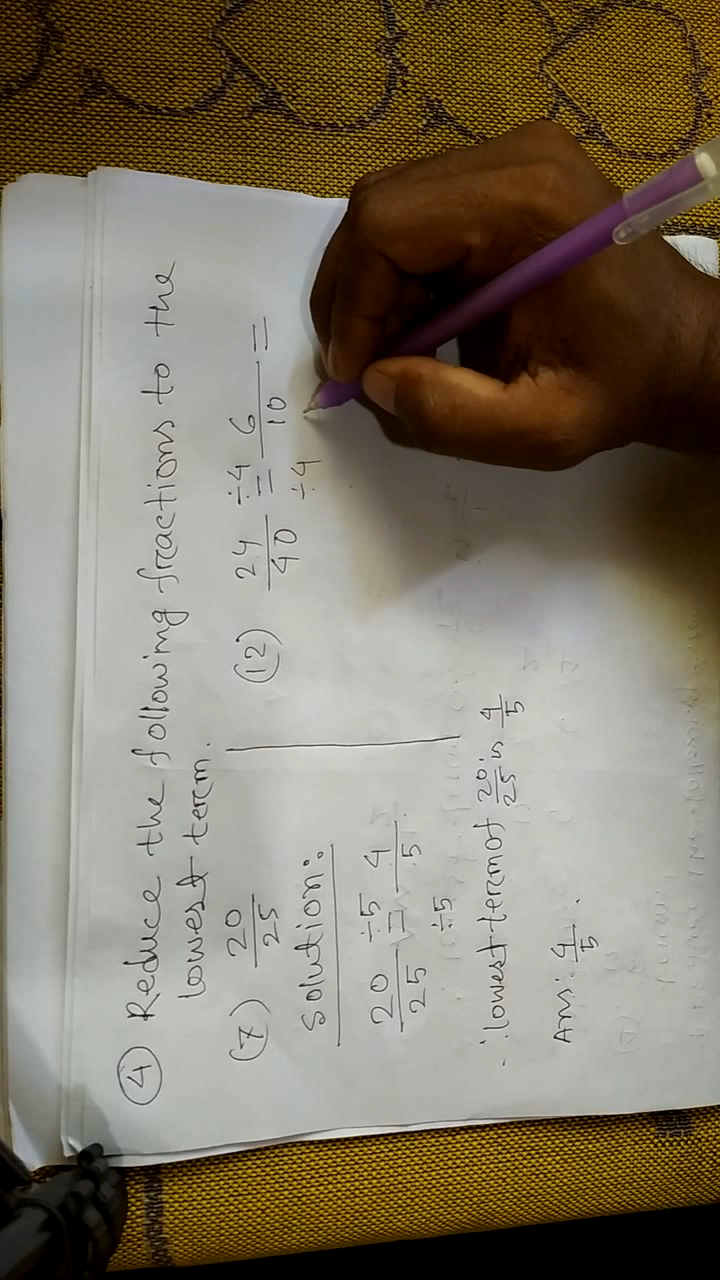 ④ Reduce the following fractions to the
lowest term.
(7) 20/25
Solution:
20/25 ÷5/÷5 = 4/5.
lowest term of 20/25 is 4/5
Ans: 4/5.
(12) 24/40 ÷4/÷4 = 6/10 =